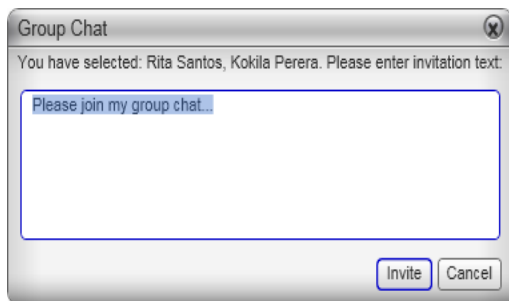 Group Chat
You have selected: Rita Santos, Kokila Perera. Please enter invitation text:
Please join my group chat...
Invite Cancel